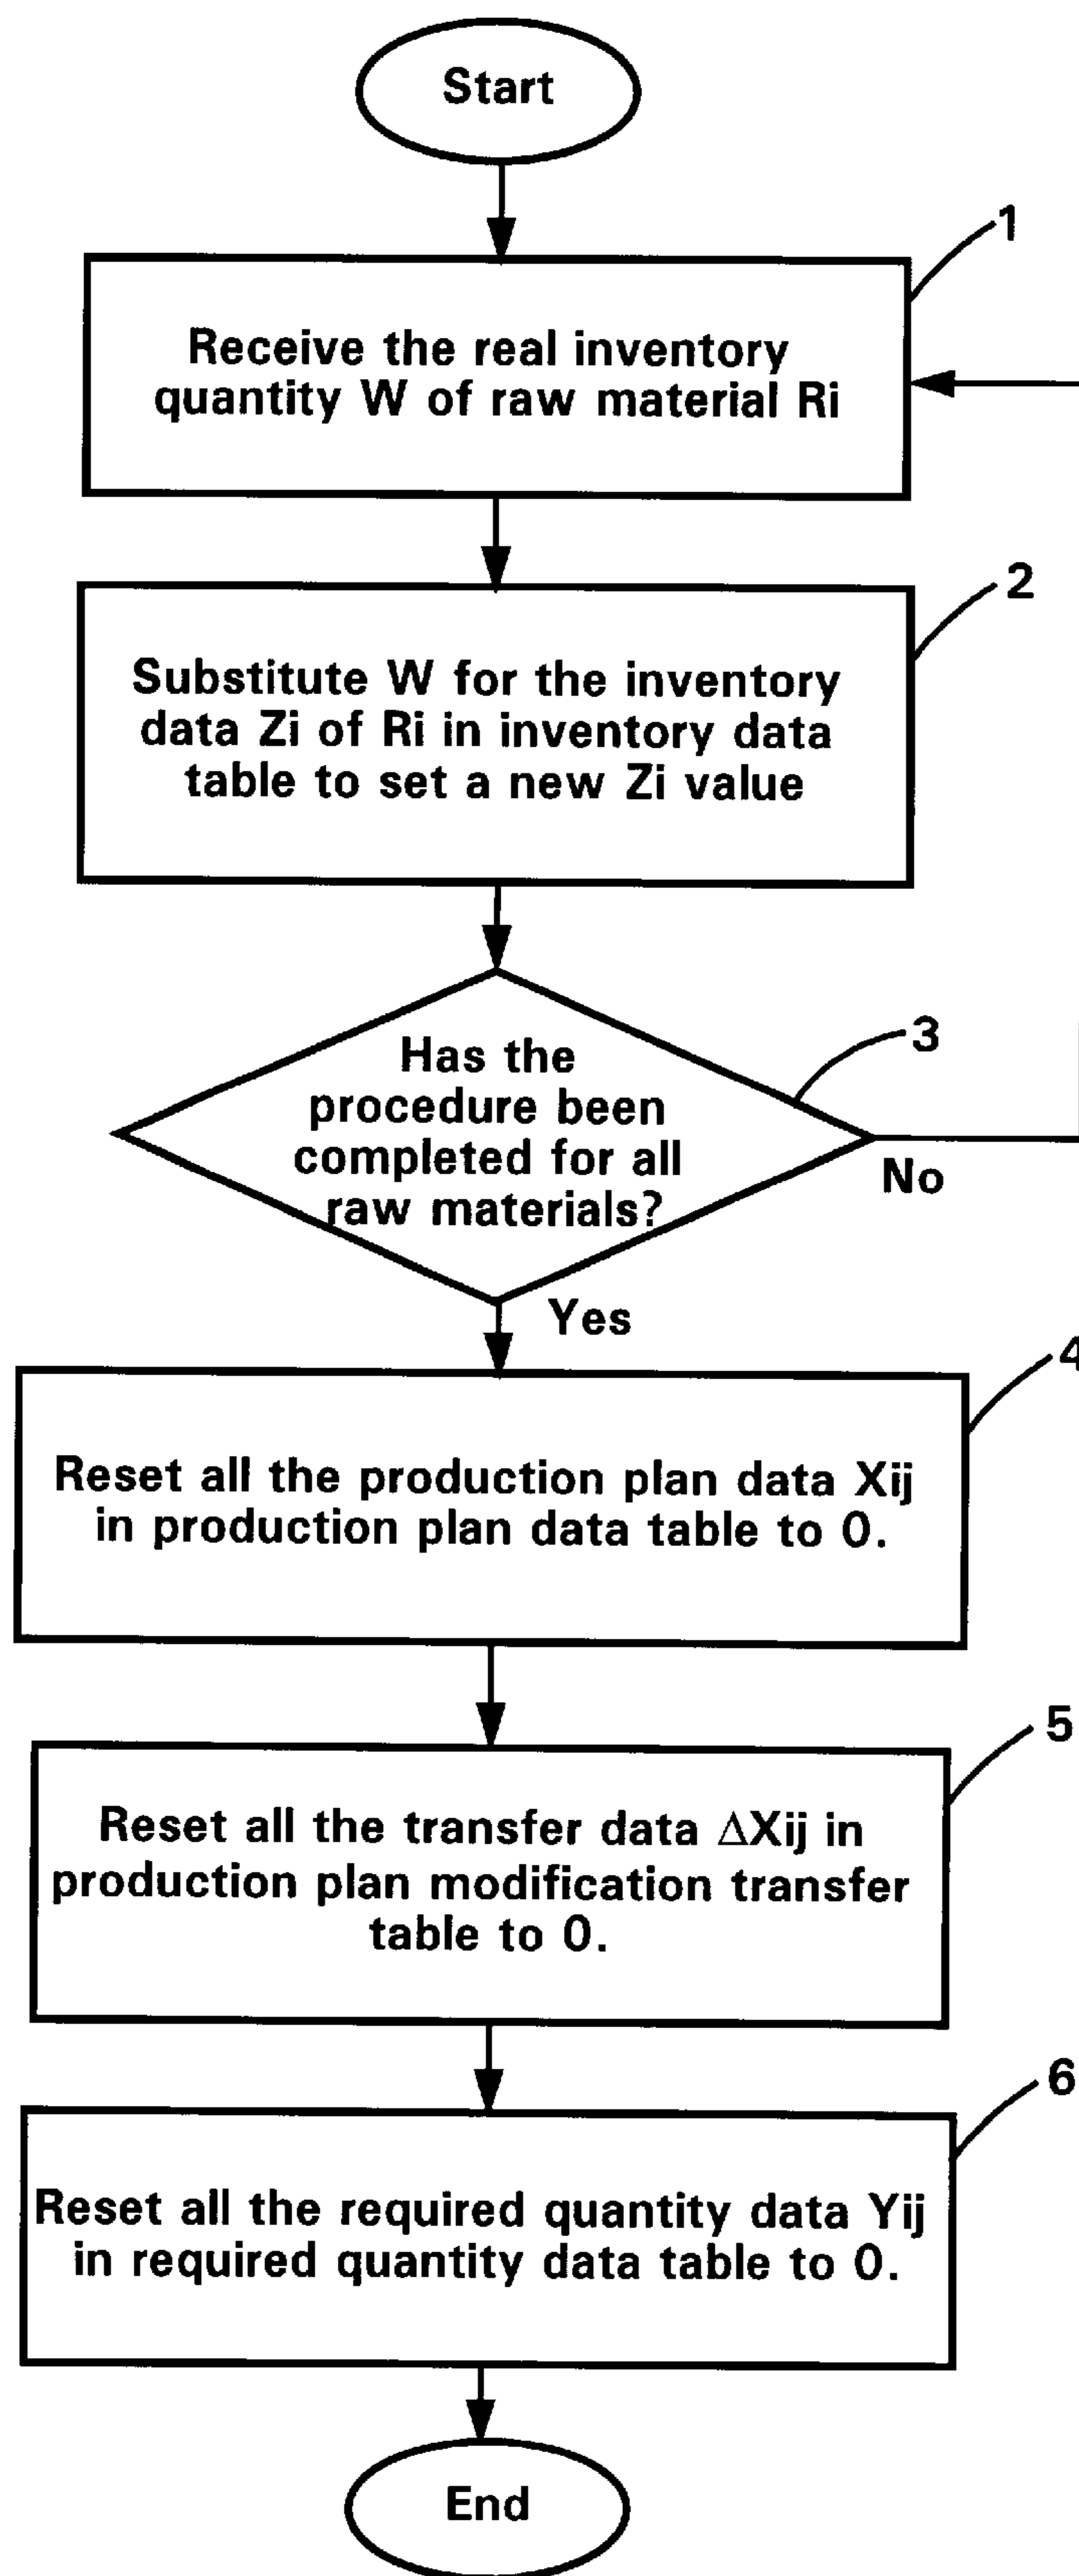 Start
1
Receive the real inventory
quantity W of raw material Ri
2
Substitute W for the inventory
data Zi of Ri in inventory data
table to set a new Zi value
3
Has the
procedure been
completed for all
raw materials?
No
Yes
4
Reset all the production plan data Xij
in production plan data table to 0.
5
Reset all the transfer data ΔXij in
production plan modification transfer
table to 0.
6
Reset all the required quantity data Yij
in required quantity data table to 0.
End